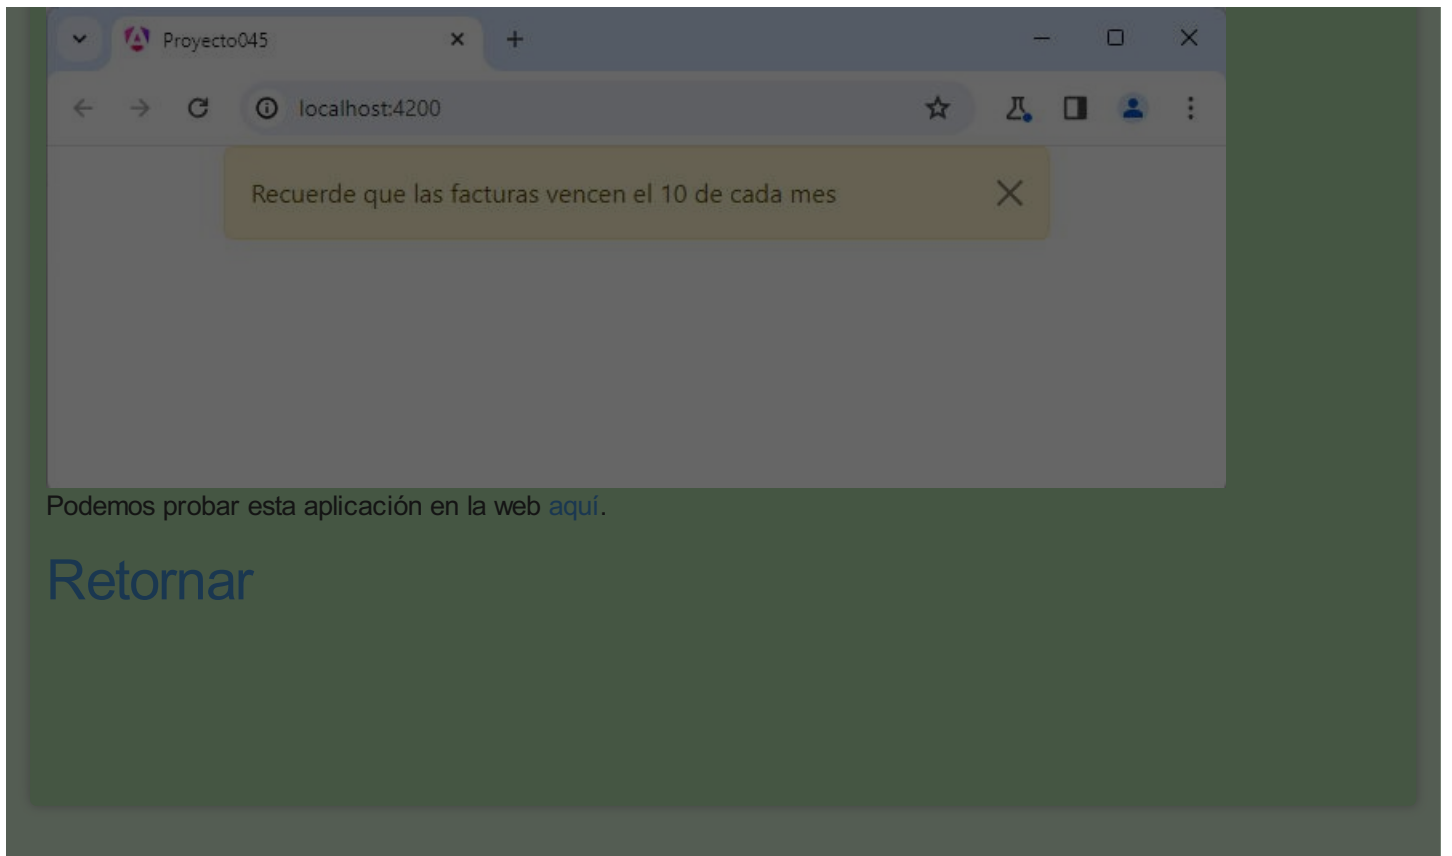 Proyecto045
localhost:4200
Recuerde que las facturas vencen el 10 de cada mes
Podemos probar esta aplicación en la web aquí.
Retornar